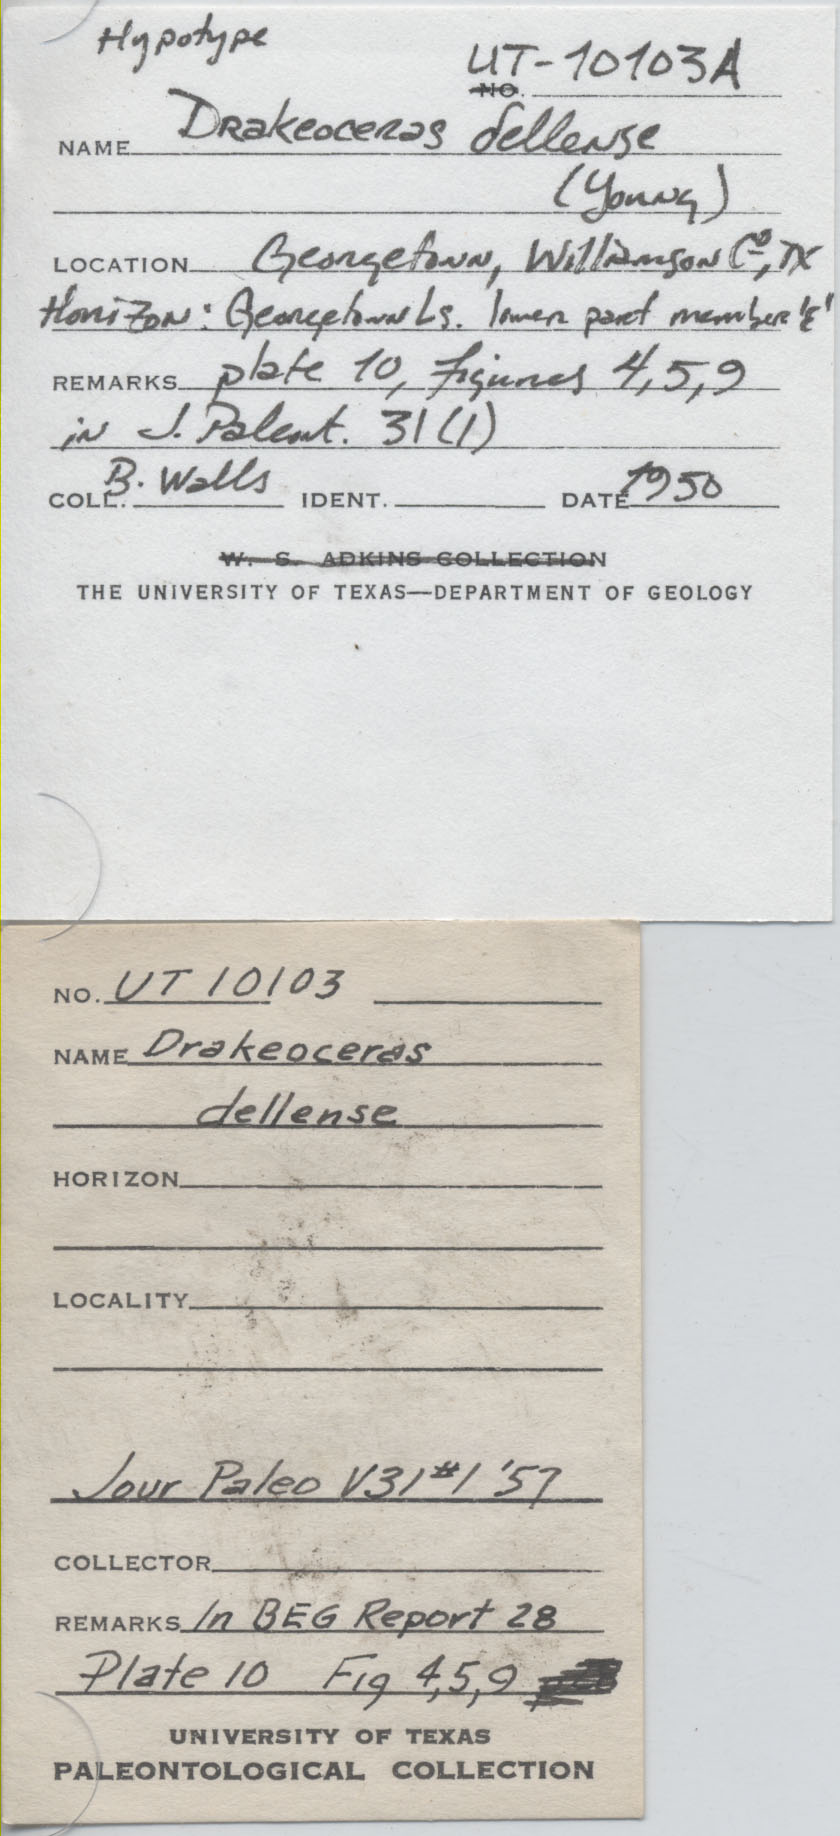 Hypotype
UT-10103A
NO.
NAME Drakeoceras dellense
(Young)
LOCATION Georgetown, Williamson Co, TX
Horizon: Georgetown Ls. lower part member 'E'
REMARKS plate 10, figures 4,5,9
in J. Paleont. 31(1)
COLL. B. Walls IDENT. DATE 1950
W. S. ADKINS COLLECTION
THE UNIVERSITY OF TEXAS—DEPARTMENT OF GEOLOGY
NO. UT 10103
NAME Drakeoceras
dellense
HORIZON
LOCALITY
Jour Paleo V31 #1 '57
COLLECTOR
REMARKS In BEG Report 28
Plate 10 Fig 4,5,9
UNIVERSITY OF TEXAS
PALEONTOLOGICAL COLLECTION